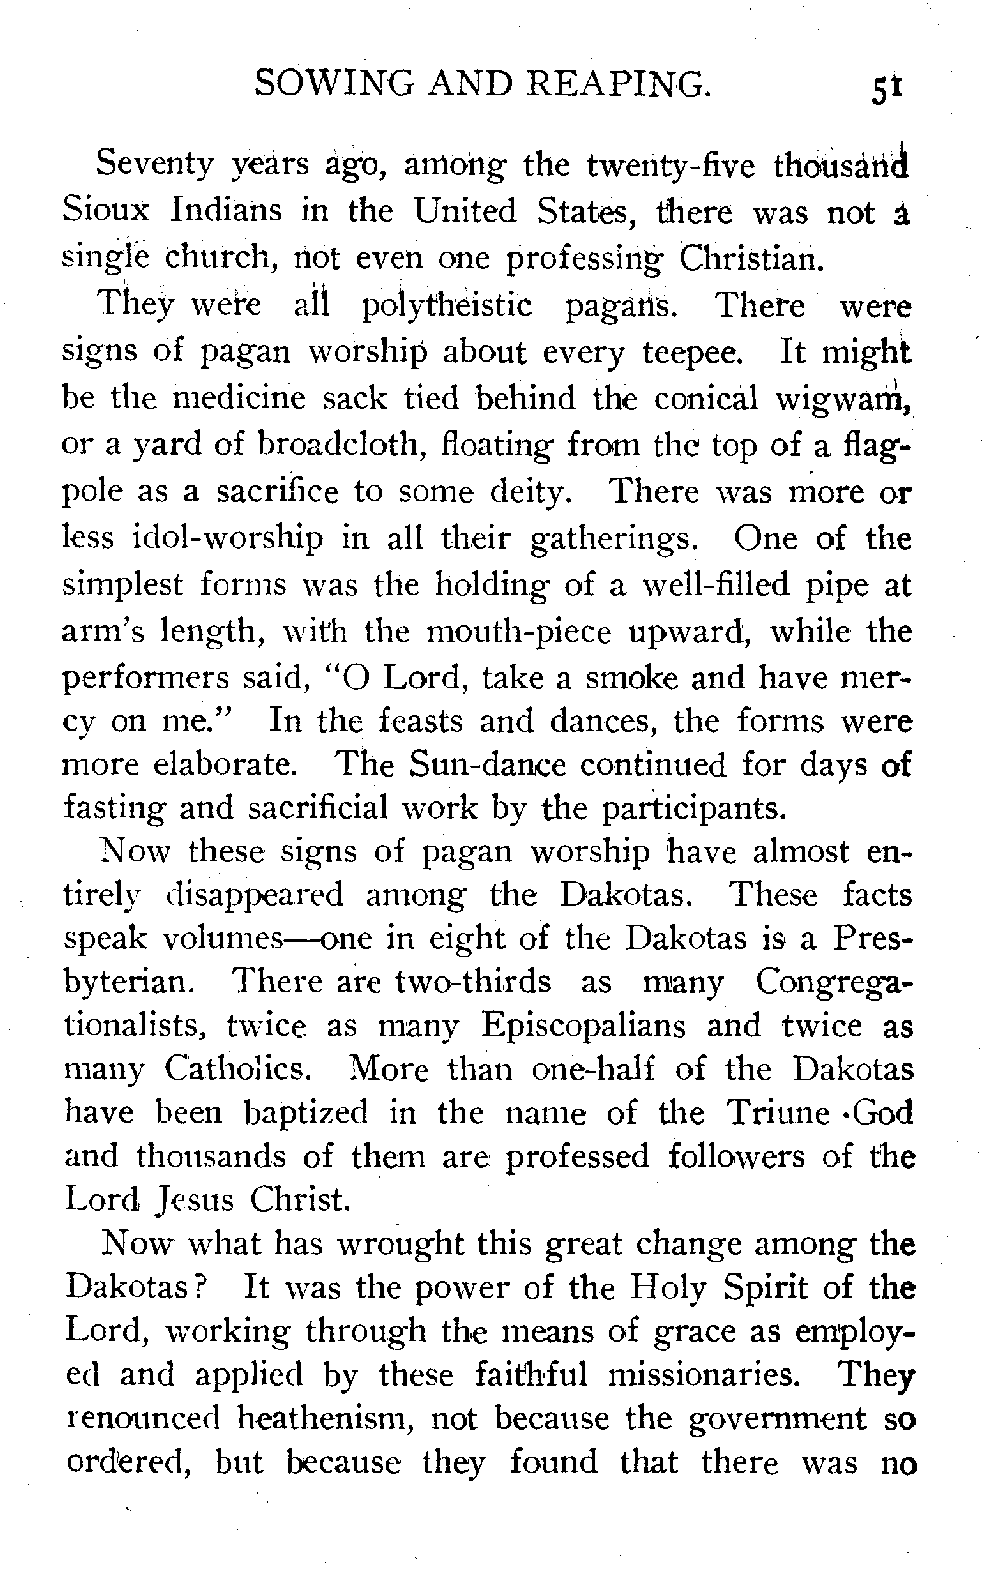 SOWING AND REAPING. 51
Seventy years ago, among the twenty-five thousand
Sioux Indians in the United States, there was not a
single church, not even one professing Christian.
They were all polytheistic pagans. There were
signs of pagan worship about every teepee. It might
be the medicine sack tied behind the conical wigwam,
or a yard of broadcloth, floating from the top of a flag-
pole as a sacrifice to some deity. There was more or
less idol-worship in all their gatherings. One of the
simplest forms was the holding of a well-filled pipe at
arm's length, with the mouth-piece upward, while the
performers said, "O Lord, take a smoke and have mer-
cy on me." In the feasts and dances, the forms were
more elaborate. The Sun-dance continued for days of
fasting and sacrificial work by the participants.
Now these signs of pagan worship have almost en-
tirely disappeared among the Dakotas. These facts
speak volumes—one in eight of the Dakotas is a Pres-
byterian. There are two-thirds as many Congrega-
tionalists, twice as many Episcopalians and twice as
many Catholics. More than one-half of the Dakotas
have been baptized in the name of the Triune God
and thousands of them are professed followers of the
Lord Jesus Christ.
Now what has wrought this great change among the
Dakotas? It was the power of the Holy Spirit of the
Lord, working through the means of grace as employ-
ed and applied by these faithful missionaries. They
renounced heathenism, not because the government so
ordered, but because they found that there was no